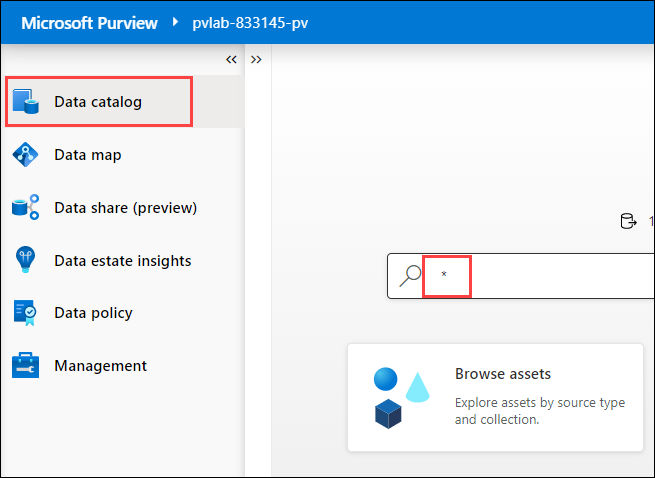 Microsoft Purview ▸ pvlab-833145-pv
« »
Data catalog
Data map
Data share (preview)
Data estate insights
Data policy
Management
1
*
Browse assets
Explore assets by source type
and collection.